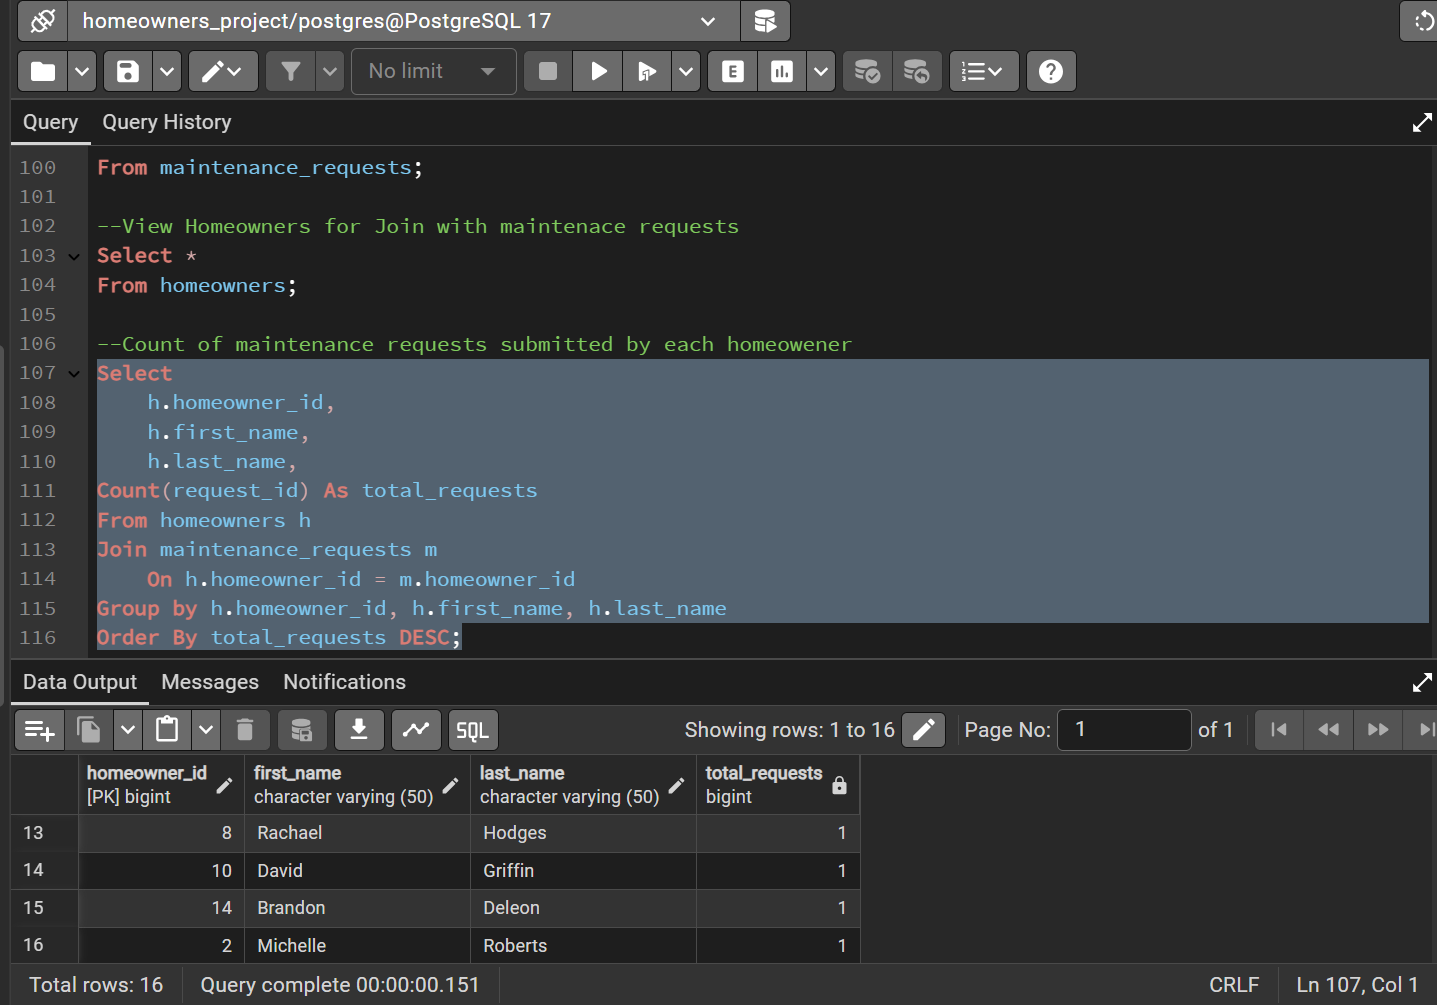 homeowners_project/postgres@PostgreSQL 17
No limit
E
Query Query History
100 From maintenance_requests;
101
102 --View Homeowners for Join with maintenace requests
103 Select *
104 From homeowners;
105
106 --Count of maintenance requests submitted by each homeowener
107 Select
108 h.homeowner_id,
109 h.first_name,
110 h.last_name,
111 Count(request_id) As total_requests
112 From homeowners h
113 Join maintenance_requests m
114 On h.homeowner_id = m.homeowner_id
115 Group by h.homeowner_id, h.first_name, h.last_name
116 Order By total_requests DESC;
Data Output Messages Notifications
SQL Showing rows: 1 to 16 Page No: 1 of 1
homeowner_id first_name last_name total_requests
[PK] bigint character varying (50) character varying (50) bigint
13 8 Rachael Hodges 1
14 10 David Griffin 1
15 14 Brandon Deleon 1
16 2 Michelle Roberts 1
Total rows: 16 Query complete 00:00:00.151 CRLF Ln 107, Col 1